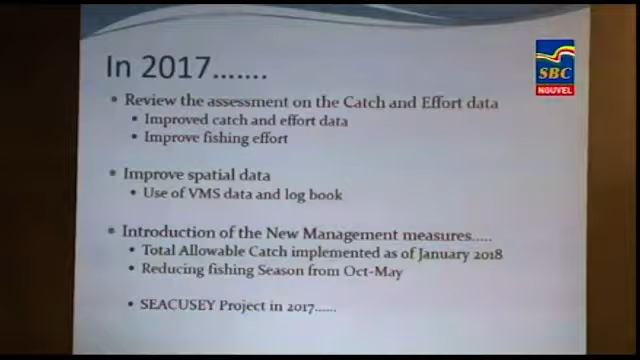 In 2017.......
Review the assessment on the Catch and Effort data
Improved catch and effort data
Improve fishing effort
Improve spatial data
Use of VMS data and log book
Introduction of the New Management measures.....
Total Allowable Catch implemented as of January 2018
Reducing fishing Season from Oct-May
SEACUSEY Project in 2017......
SBC
NOUVEL